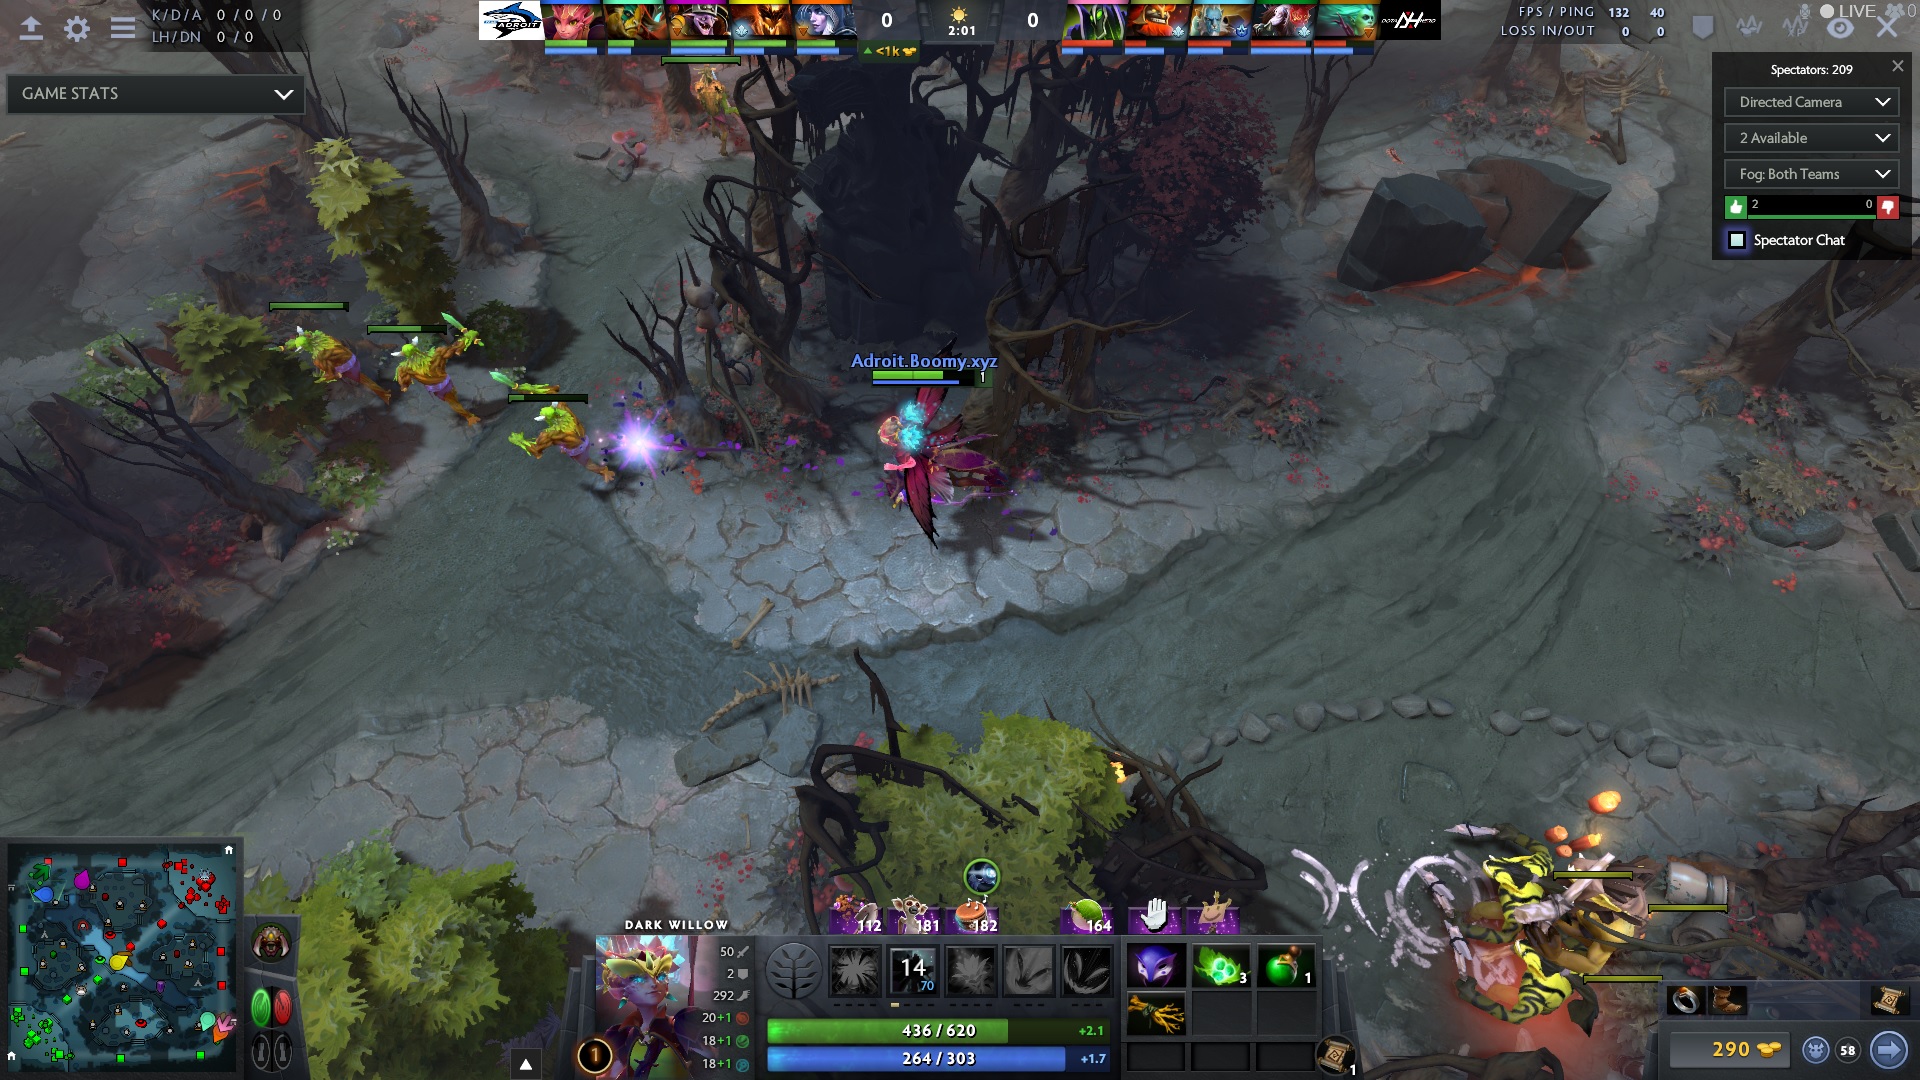 K/D/A 0 / 0 / 0
LH/DN 0 / 0
ADROIT
0
2:01
0
<1k
FPS / PING 132 40
LOSS IN/OUT 0 0
LIVE
0
GAME STATS
Spectators: 209
Directed Camera
2 Available
Fog: Both Teams
2
0
Spectator Chat
Adroit.Boomy.xyz
1
112
181
182
164
DARK WILLOW
50
2
292
20+1
18+1
18+1
1
14
70
436 / 620
+2.1
264 / 303
+1.7
3
1
1
290
58